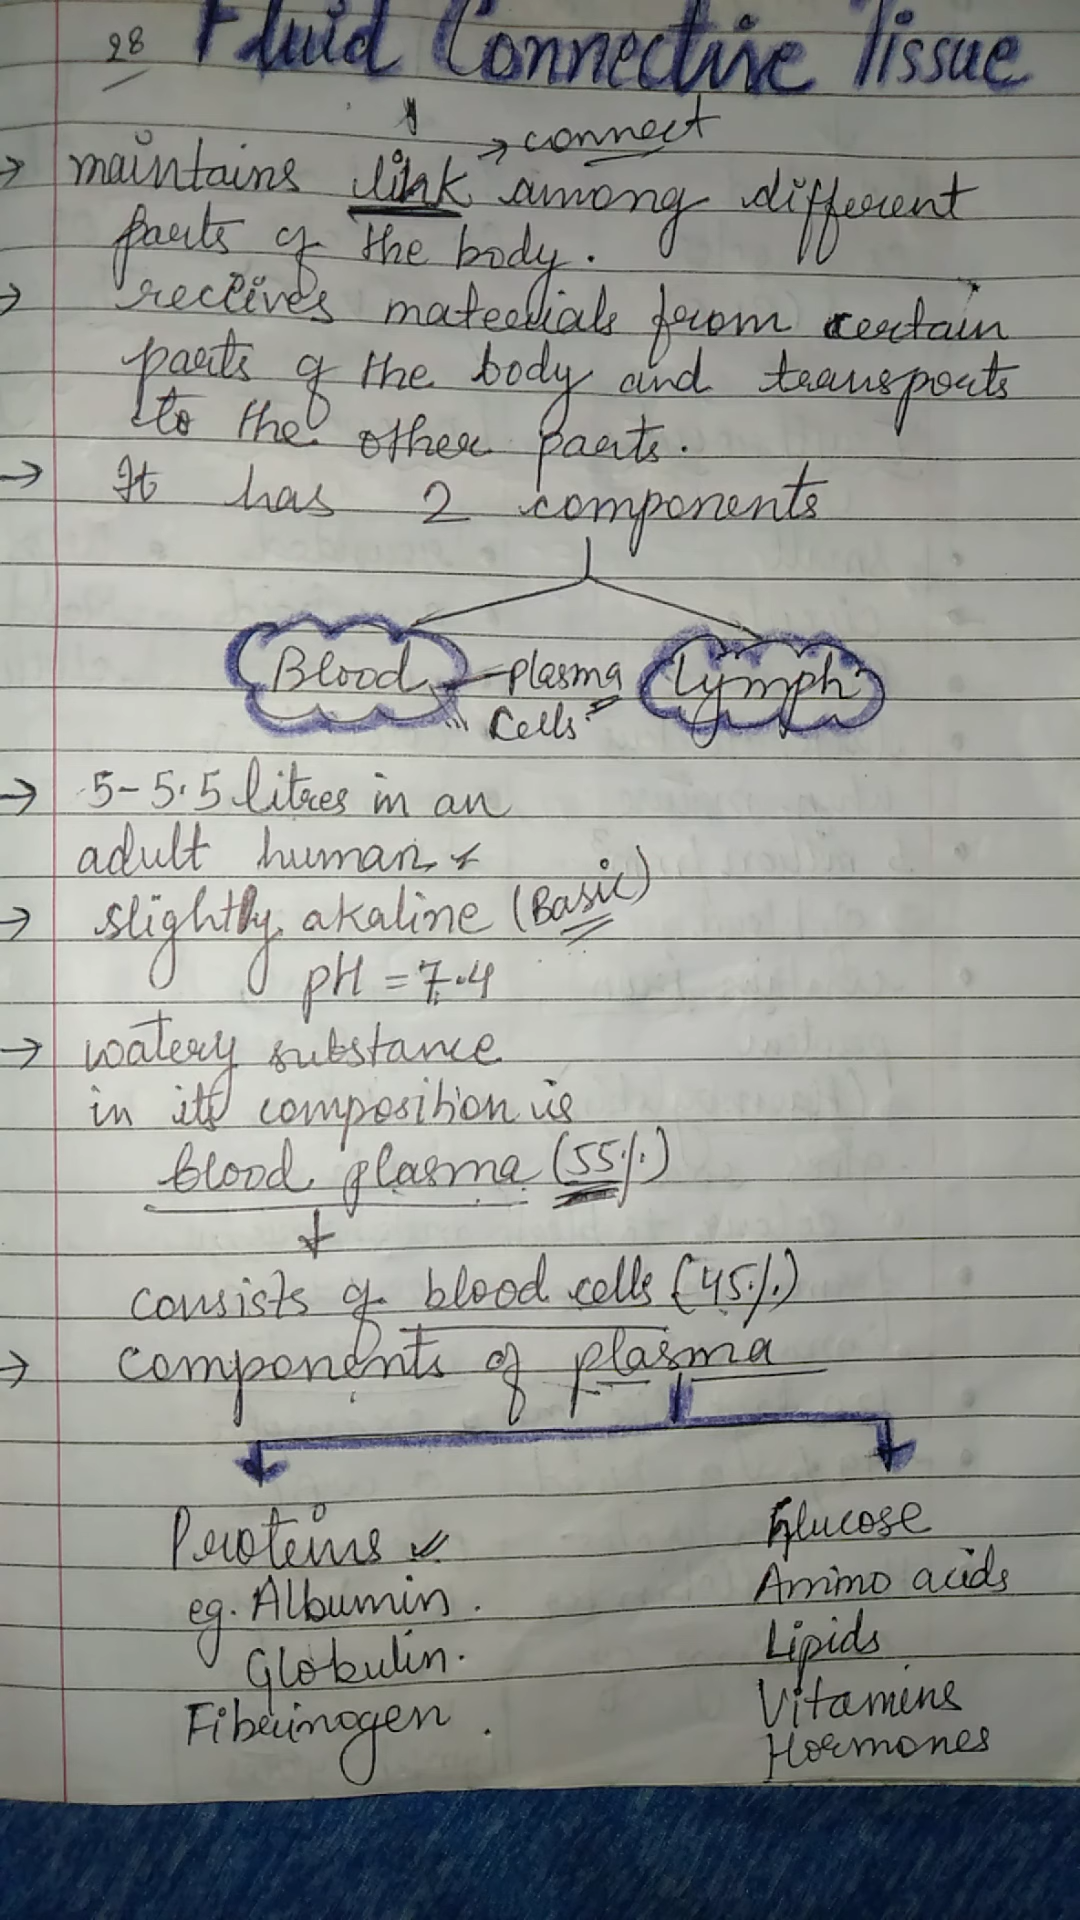 28 Fluid Connective Tissue
→ connect
→ maintains link among different
parts of the body.
→ receives materials from certain
parts of the body and transports
to the other parts.
→ It has 2 components
Blood - plasma Lymph
Cells
→ 5-5.5 litres in an
adult human
→ slightly akaline (Basic)
pH = 7.4
→ watery substance
in its composition is
blood plasma (55%)
↓
consists of blood cells (45%)
→ components of plasma
Proteins ✓
eg. Albumin.
Globulin.
Fibrinogen.
Glucose
Amino acids
Lipids
Vitamins
Hormones